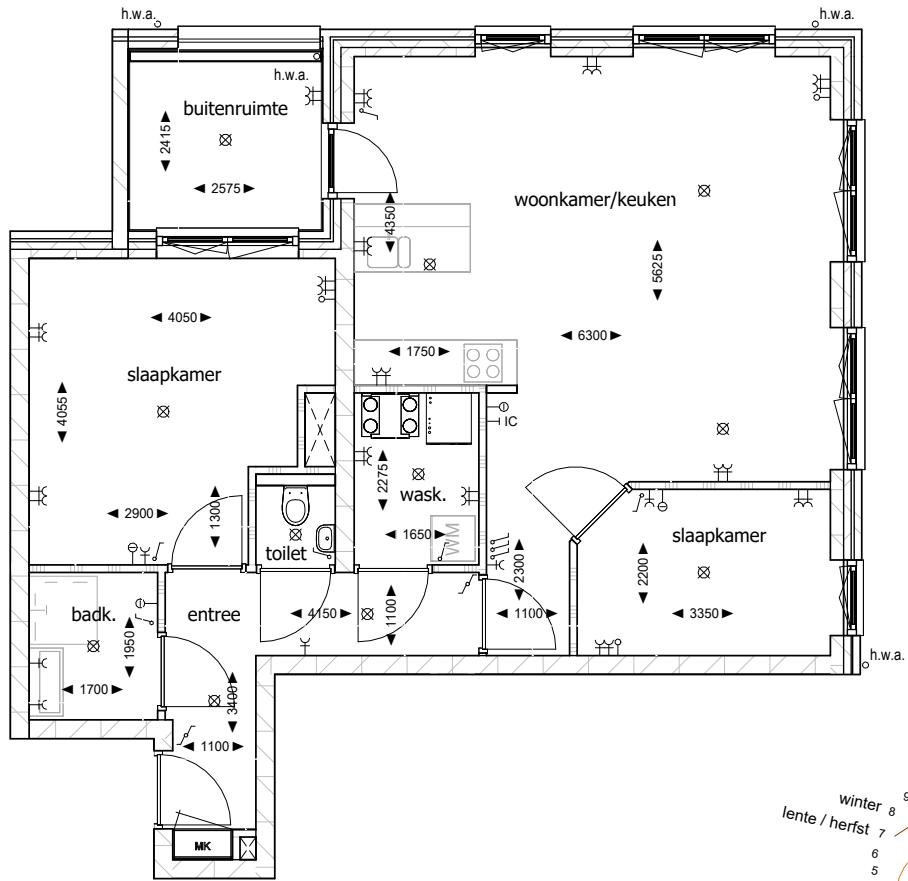 h.w.a.
h.w.a.
h.w.a.
buitenruimte
2415
2575
4350
woonkamer/keuken
5625
4050
6300
1750
slaapkamer
4055
IC
2275
wask.
2900
1300
1650
WM
toilet
slaapkamer
2300
2200
badk.
entree
4150
1100
1100
3350
1950
h.w.a.
1700
3400
1100
MK
winter 8 9
lente / herfst 7
6
5